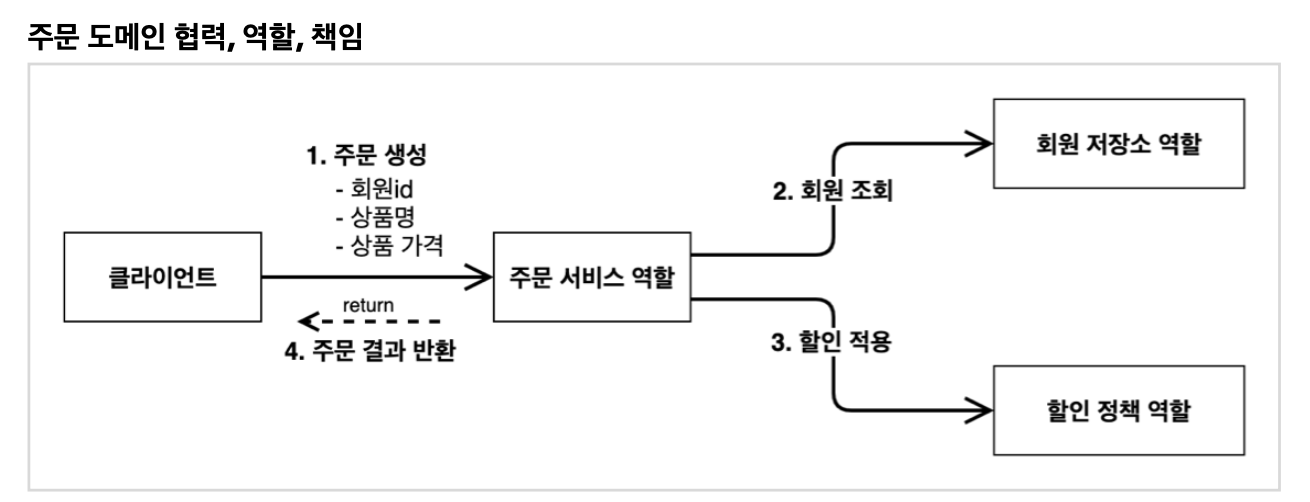 주문 도메인 협력, 역할, 책임
1. 주문 생성
- 회원id
- 상품명
- 상품 가격
클라이언트
return
4. 주문 결과 반환
주문 서비스 역할
2. 회원 조회
회원 저장소 역할
3. 할인 적용
할인 정책 역할